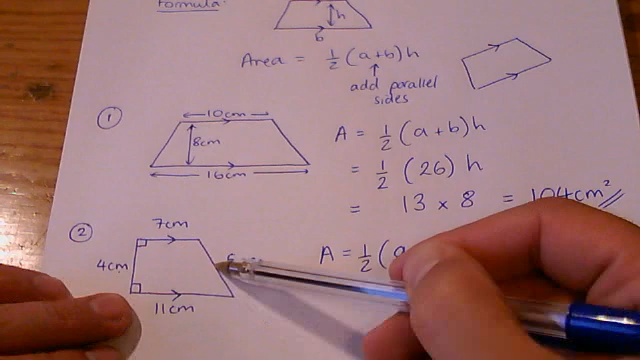 Formula:
h
b
Area = 1/2 (a+b) h
↑
add parallel
sides
①
10cm
8cm
16cm
A = 1/2 (a+b) h
= 1/2 (26) h
= 13 × 8 = 104cm²
②
7cm
4cm
11cm
A = 1/2 (a